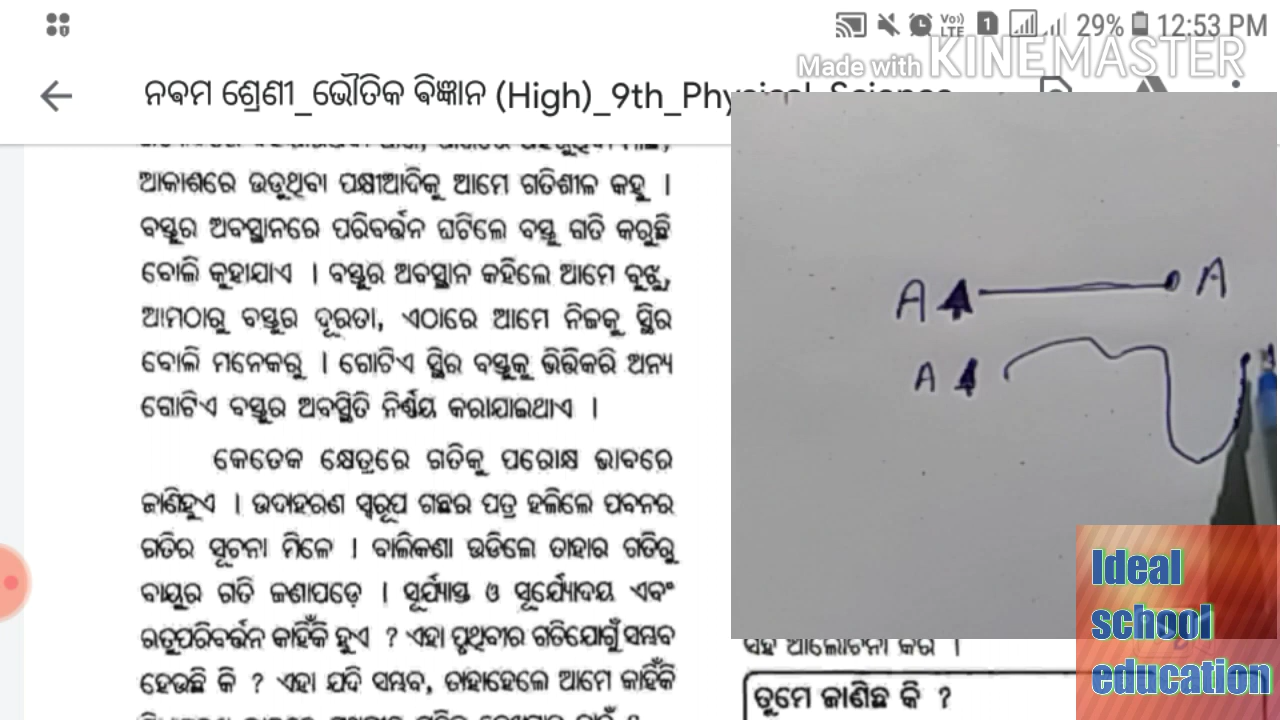 Vo)) LTE 1 29% 12:53 PM
Made with KINEMASTER
ନବମ ଶ୍ରେଣୀ_ଭୌତିକ ବିଜ୍ଞାନ (High)_9th_Physical_Science
ଆକାଶରେ ଉଡୁଥିବା ପକ୍ଷୀଆଦିକୁ ଆମେ ଗତିଶୀଳ କହୁ ।
ବସ୍ତୁର ଅବସ୍ଥାନରେ ପରିବର୍ତ୍ତନ ଘଟିଲେ ବସ୍ତୁ ଗତି କରୁଛି
ବୋଲି କୁହାଯାଏ । ବସ୍ତୁର ଅବସ୍ଥାନ କହିଲେ ଆମେ ବୁଝୁ,
ଆମଠାରୁ ବସ୍ତୁର ଦୂରତା, ଏଠାରେ ଆମେ ନିଜକୁ ସ୍ଥିର
ବୋଲି ମନେକରୁ । ଗୋଟିଏ ସ୍ଥିର ବସ୍ତୁକୁ ଭିତ୍ତିକରି ଅନ୍ୟ
ଗୋଟିଏ ବସ୍ତୁର ଅବସ୍ଥିତି ନିର୍ଣ୍ଣୟ କରାଯାଇଥାଏ ।
କେତେକ କ୍ଷେତ୍ରରେ ଗତିକୁ ପରୋକ୍ଷ ଭାବରେ
ଜାଣିହୁଏ । ଉଦାହରଣ ସ୍ୱରୂପ ଗଛର ପତ୍ର ହଲିଲେ ପବନର
ଗତିର ସୂଚନା ମିଳେ । ବାଲିକଣା ଉଡିଲେ ତାହାର ଗତିରୁ
ବାୟୁର ଗତି ଜଣାପଡ଼େ । ସୂର୍ଯ୍ୟାସ୍ତ ଓ ସୂର୍ଯ୍ୟୋଦୟ ଏବଂ
ଋତୁପରିବର୍ତ୍ତନ କାହିଁକି ହୁଏ ? ଏହା ପୃଥିବୀର ଗତିଯୋଗୁଁ ସମ୍ଭବ
ହେଉଛି କି ? ଏହା ଯଦି ସମ୍ଭବ, ତାହାହେଲେ ଆମେ କାହିଁକି
A A
A
ସହ ଆଲୋଚନା କର ।
ତୁମେ ଜାଣିଛ କି ?
Ideal
school
education